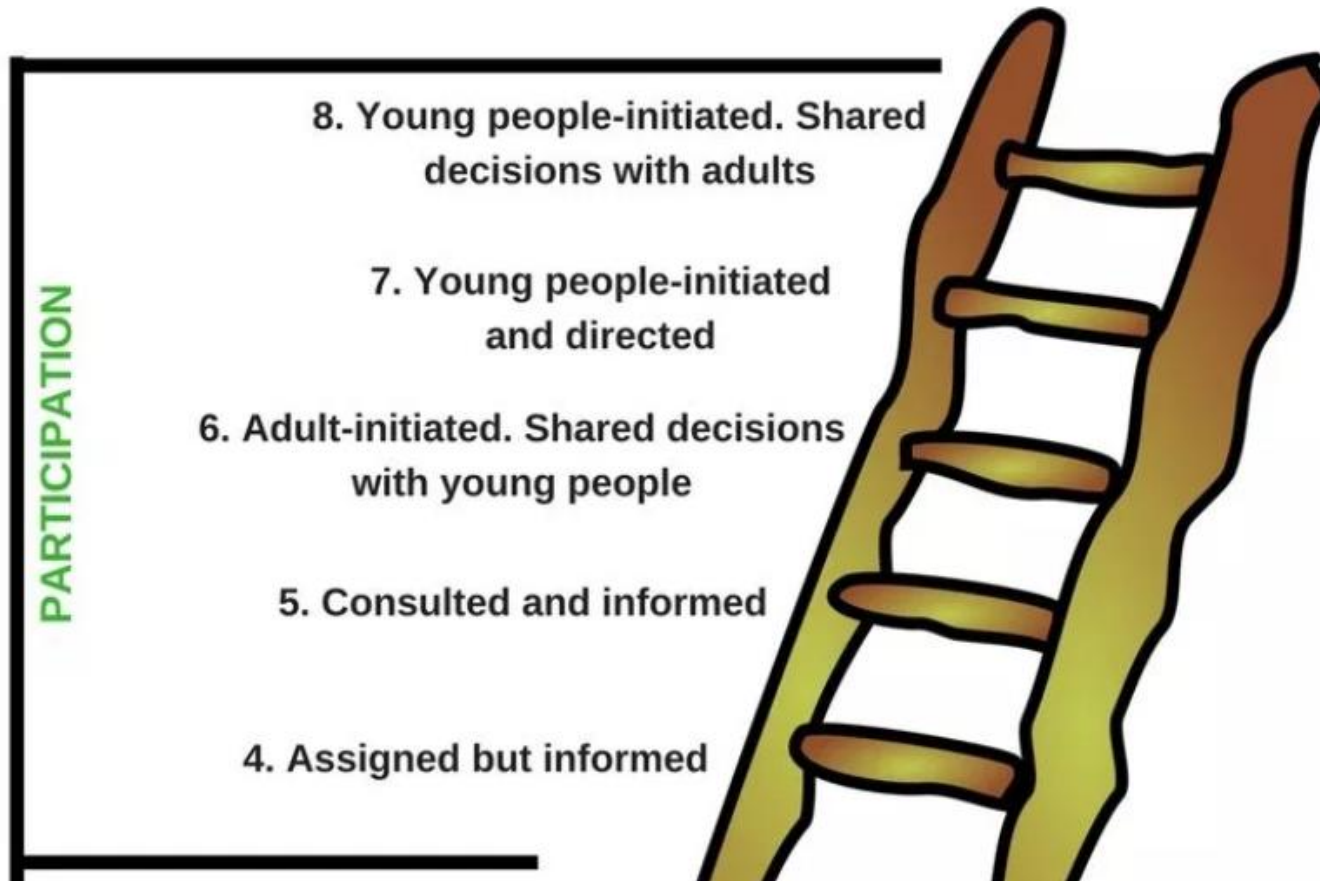 8. Young people-initiated. Shared
decisions with adults
7. Young people-initiated
and directed
PARTICIPATION
6. Adult-initiated. Shared decisions
with young people
5. Consulted and informed
4. Assigned but informed